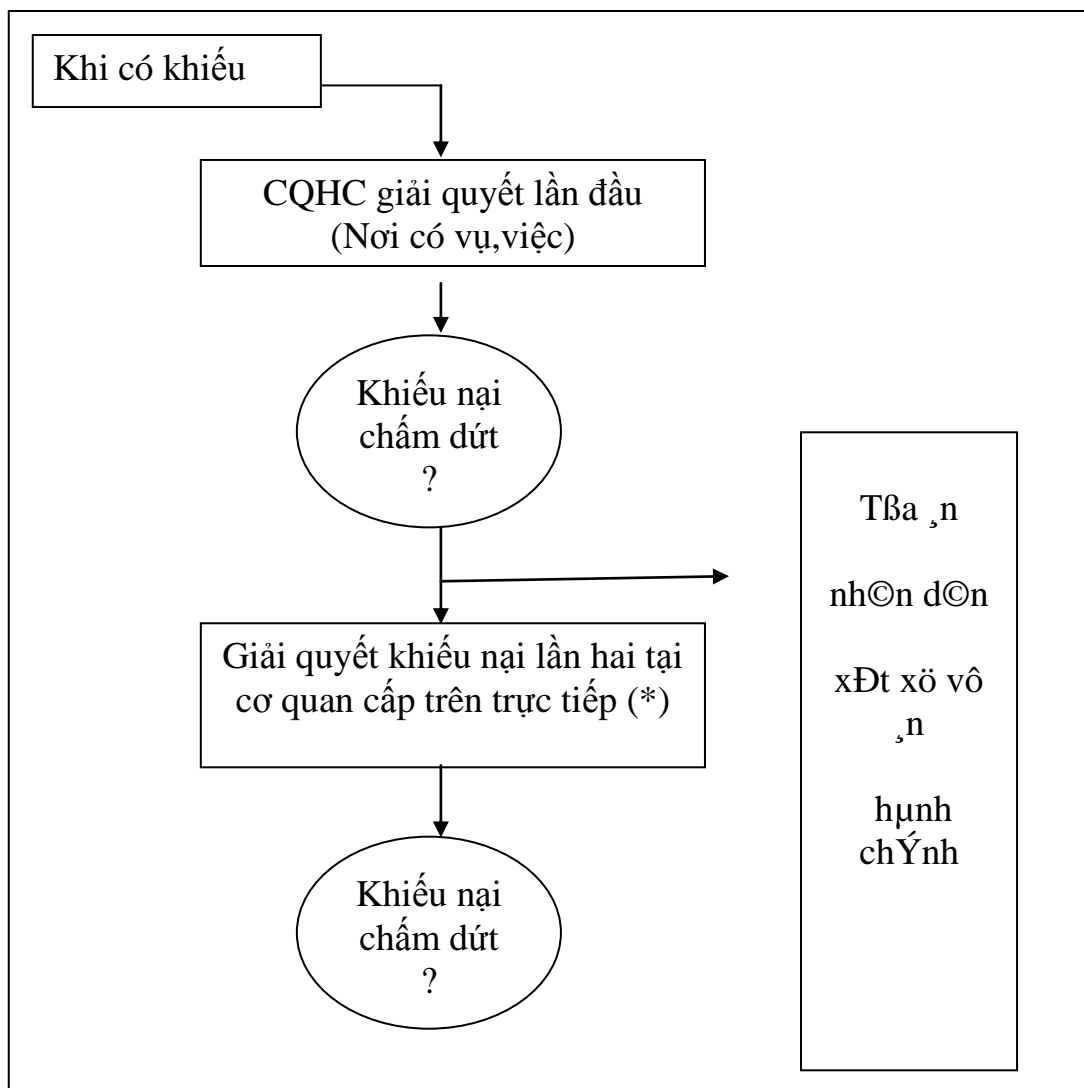 Khi có khiếu
CQHC giải quyết lần đầu
(Nơi có vụ,việc)
Khiếu nại
chấm dứt
?
Tßa ¸n
nh©n d©n
xÐt xö vô
¸n
hµnh
chÝnh
Giải quyết khiếu nại lần hai tại
cơ quan cấp trên trực tiếp (*)
Khiếu nại
chấm dứt
?